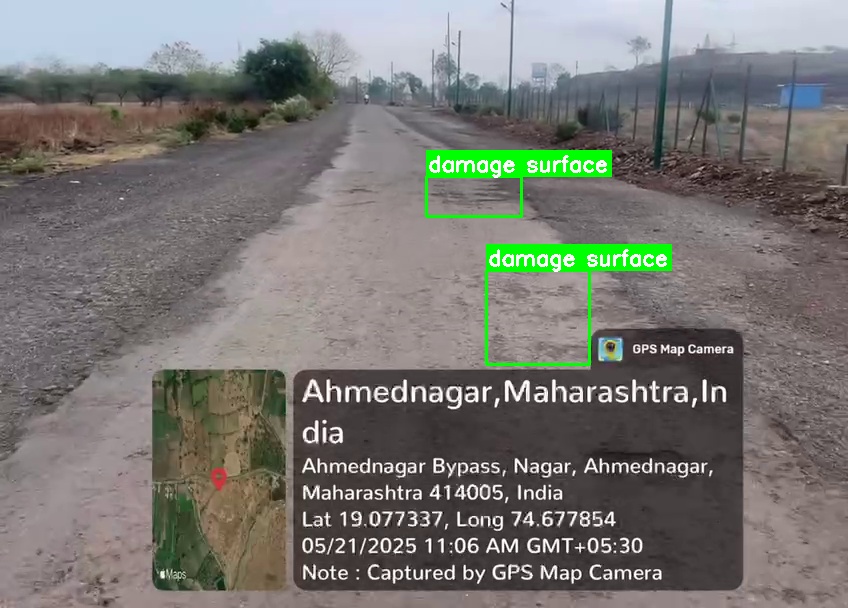 damage surface
damage surface
GPS Map Camera
Ahmednagar,Maharashtra,In
dia
Ahmednagar Bypass, Nagar, Ahmednagar,
Maharashtra 414005, India
Lat 19.077337, Long 74.677854
05/21/2025 11:06 AM GMT+05:30
Note : Captured by GPS Map Camera
Maps